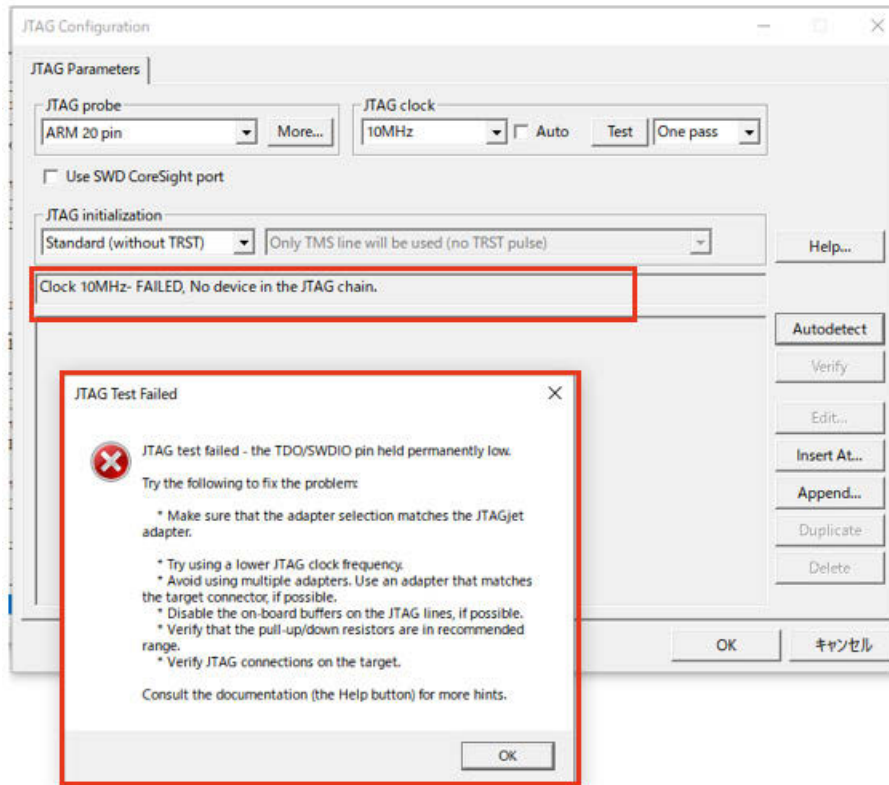 JTAG Configuration
JTAG Parameters
JTAG probe
JTAG clock
ARM 20 pin
More...
10MHz
Auto
Test
One pass
Use SWD CoreSight port
JTAG initialization
Standard (without TRST)
Only TMS line will be used (no TRST pulse)
Help...
Clock 10MHz- FAILED, No device in the JTAG chain.
Autodetect
Verify
Edit...
Insert At...
Append...
Duplicate
Delete
JTAG Test Failed
JTAG test failed - the TDO/SWDIO pin held permanently low.
Try the following to fix the problem:
* Make sure that the adapter selection matches the JTAGjet
adapter.
* Try using a lower JTAG clock frequency.
* Avoid using multiple adapters. Use an adapter that matches
the target connector, if possible.
* Disable the on-board buffers on the JTAG lines, if possible.
* Verify that the pull-up/down resistors are in recommended
range.
* Verify JTAG connections on the target.
Consult the documentation (the Help button) for more hints.
OK
OK
キャンセル